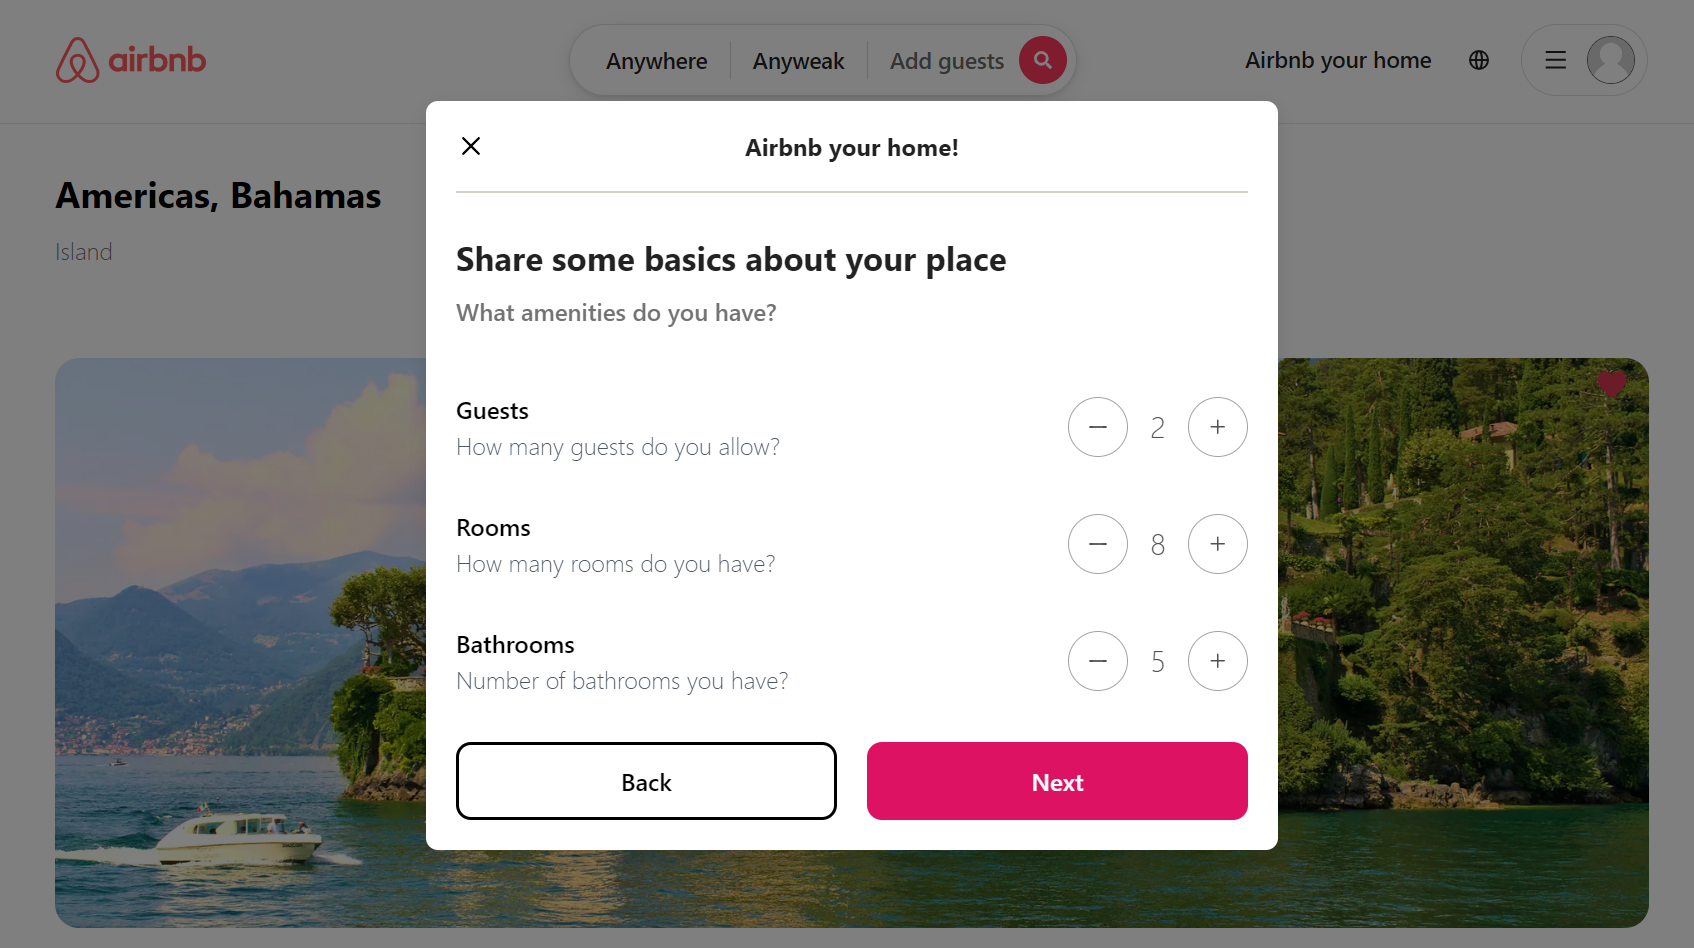 airbnb
Anywhere
Anyweak
Add guests
Airbnb your home
Airbnb your home!
Americas, Bahamas
Island
Share some basics about your place
What amenities do you have?
Guests
How many guests do you allow?
2
Rooms
How many rooms do you have?
8
Bathrooms
Number of bathrooms you have?
5
Back
Next